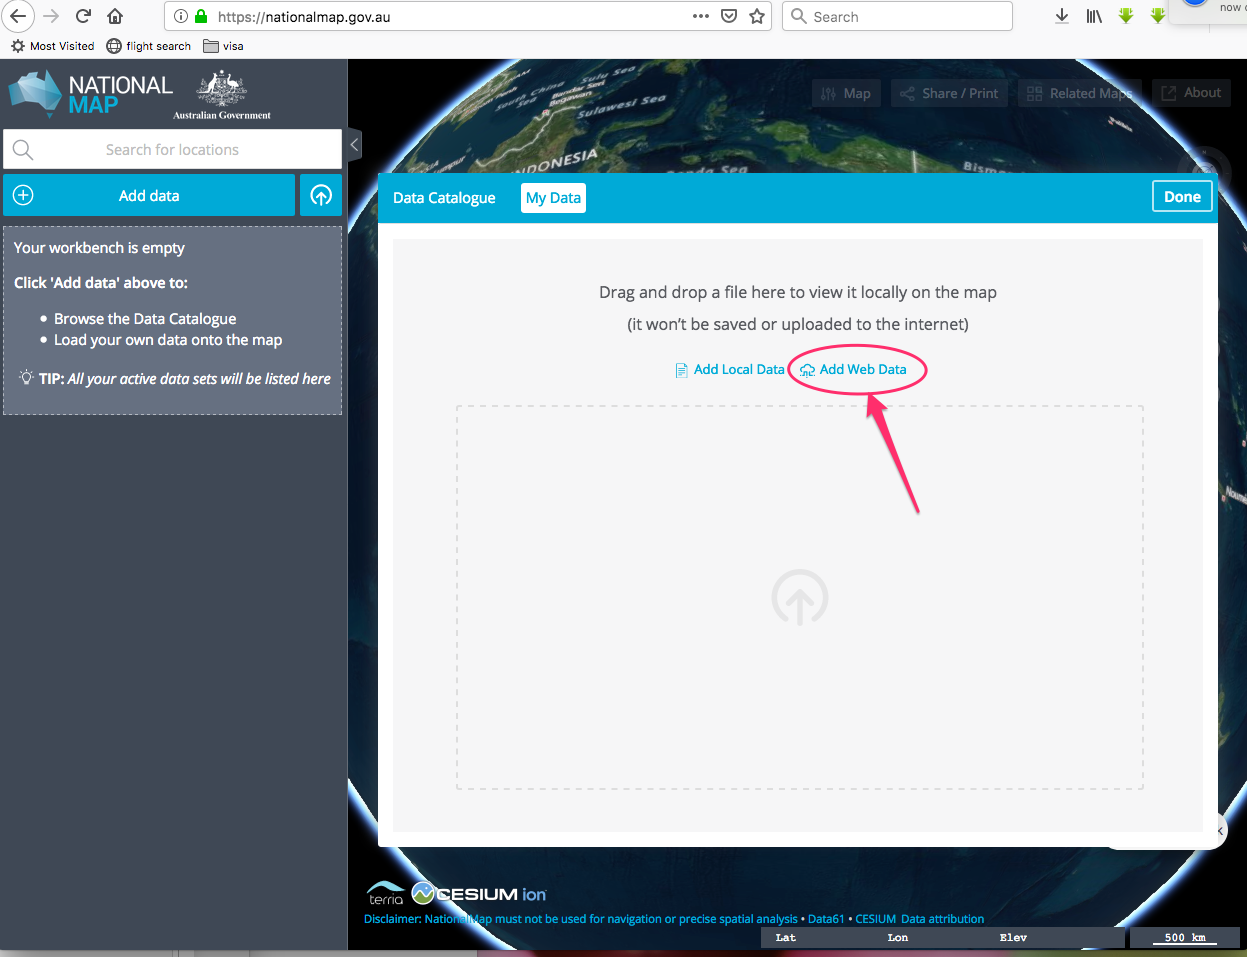 now
https://nationalmap.gov.au
Search
Most Visited
flight search
visa
NATIONAL
MAP
Australian Government
Search for locations
Add data
Your workbench is empty
Click 'Add data' above to:
Browse the Data Catalogue
Load your own data onto the map
TIP: All your active data sets will be listed here
South China Sea
Sulu Sea
Bandar Seri
Begawan
Sulawesi Sea
Map
Share / Print
Related Maps
About
INDONESIA
Data Catalogue
My Data
Done
Drag and drop a file here to view it locally on the map
(it won't be saved or uploaded to the internet)
Add Local Data
Add Web Data
terria
CESIUM ion
Disclaimer: NationalMap must not be used for navigation or precise spatial analysis • Data61 • CESIUM Data attribution
Lat Lon Elev
500 km